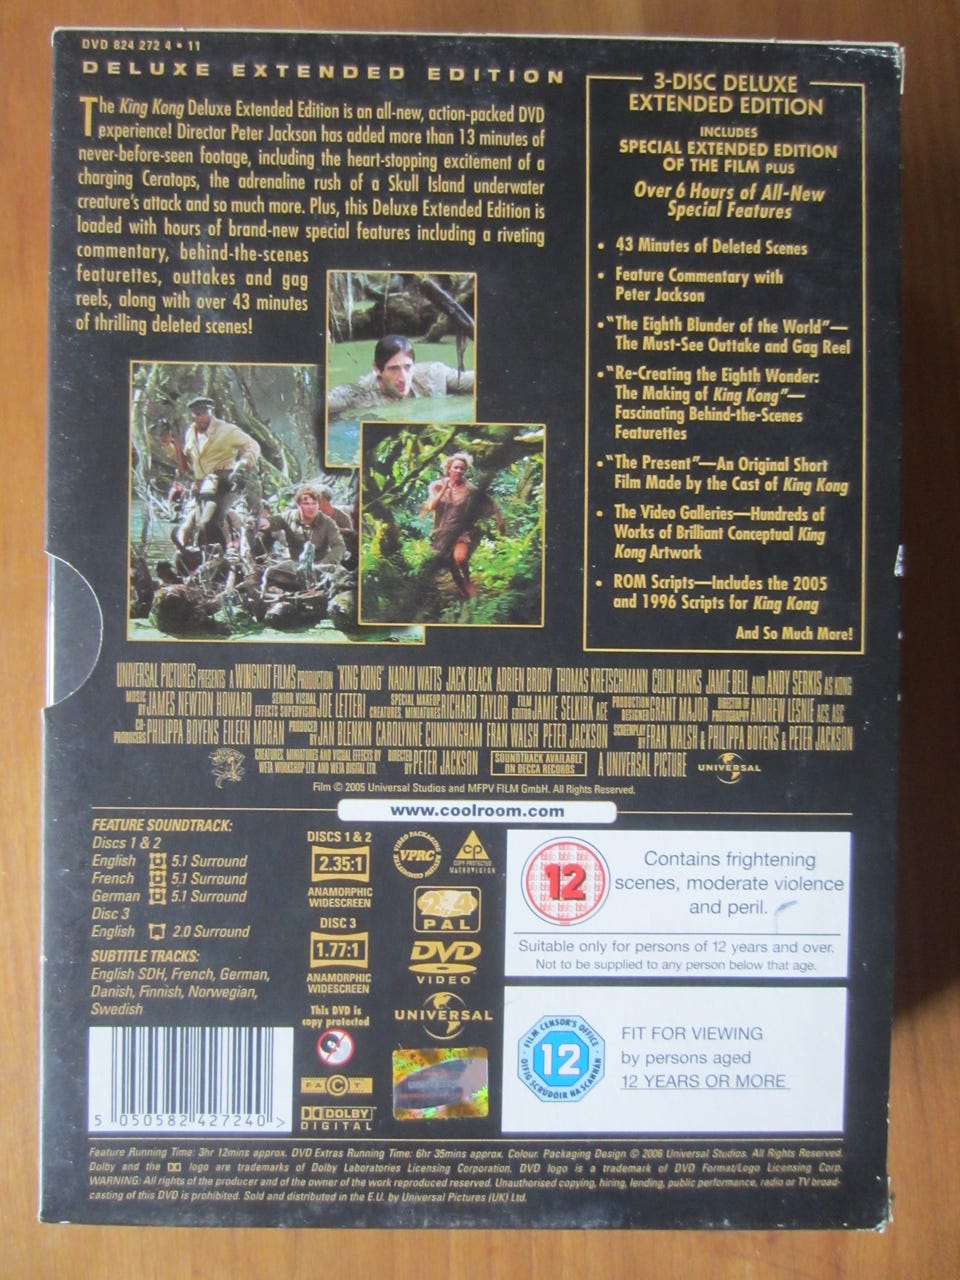 DVD 824 272 4 • 11
DELUXE EXTENDED EDITION
The King Kong Deluxe Extended Edition is an all-new, action-packed DVD
experience! Director Peter Jackson has added more than 13 minutes of
never-before-seen footage, including the heart-stopping excitement of a
charging Ceratops, the adrenaline rush of a Skull Island underwater
creature's attack and so much more. Plus, this Deluxe Extended Edition is
loaded with hours of brand-new special features including a riveting
commentary, behind-the-scenes
featurettes, outtakes and gag
reels, along with over 43 minutes
of thrilling deleted scenes!
3-DISC DELUXE
EXTENDED EDITION
INCLUDES
SPECIAL EXTENDED EDITION
OF THE FILM PLUS
Over 6 Hours of All-New
Special Features
• 43 Minutes of Deleted Scenes
• Feature Commentary with
Peter Jackson
• "The Eighth Blunder of the World"—
The Must-See Outtake and Gag Reel
• "Re-Creating the Eighth Wonder:
The Making of King Kong"—
Fascinating Behind-the-Scenes
Featurettes
• "The Present"—An Original Short
Film Made by the Cast of King Kong
• The Video Galleries—Hundreds of
Works of Brilliant Conceptual King
Kong Artwork
• ROM Scripts—Includes the 2005
and 1996 Scripts for King Kong
And So Much More!
UNIVERSAL PICTURES PRESENTS A WINGNUT FILMS PRODUCTION "KING KONG" NAOMI WATTS JACK BLACK ADRIEN BRODY THOMAS KRETSCHMANN COLIN HANKS JAMIE BELL AND ANDY SERKIS AS KONG
MUSIC BY JAMES NEWTON HOWARD SENIOR VISUAL EFFECTS SUPERVISOR JOE LETTERI SPECIAL MAKEUP, CREATURES, MINIATURES RICHARD TAYLOR FILM EDITOR JAMIE SELKIRK ACE PRODUCTION DESIGNER GRANT MAJOR DIRECTOR OF PHOTOGRAPHY ANDREW LESNIE ACS, ASC
CO-PRODUCERS PHILIPPA BOYENS EILEEN MORAN PRODUCED BY JAN BLENKIN CAROLYNNE CUNNINGHAM FRAN WALSH PETER JACKSON SCREENPLAY BY FRAN WALSH & PHILIPPA BOYENS & PETER JACKSON
CREATURES, MINIATURES AND VISUAL EFFECTS BY WETA WORKSHOP LTD. AND WETA DIGITAL LTD. DIRECTED BY PETER JACKSON SOUNDTRACK AVAILABLE ON DECCA RECORDS A UNIVERSAL PICTURE UNIVERSAL
Film © 2005 Universal Studios and MFPV FILM GmbH. All Rights Reserved.
www.coolroom.com
FEATURE SOUNDTRACK:
Discs 1 & 2
English 5.1 Surround
French 5.1 Surround
German 5.1 Surround
Disc 3
English 2.0 Surround
SUBTITLE TRACKS:
English SDH, French, German,
Danish, Finnish, Norwegian,
Swedish
5 050582 427240 >
DISCS 1 & 2
2.35:1
ANAMORPHIC
WIDESCREEN
DISC 3
1.77:1
ANAMORPHIC
WIDESCREEN
This DVD is
copy protected
FACT
DOLBY
DIGITAL
VPRC
CP
COPY PROTECTED
MACROVISION
2 4
PAL
DVD
VIDEO
UNIVERSAL
12
Contains frightening
scenes, moderate violence
and peril.
Suitable only for persons of 12 years and over.
Not to be supplied to any person below that age.
FILM CENSOR'S OFFICE
12
OIFIG SCRÚDÓIR NA SCANNÁN
FIT FOR VIEWING
by persons aged
12 YEARS OR MORE
Feature Running Time: 3hr 12mins approx. DVD Extras Running Time: 6hr 35mins approx. Colour. Packaging Design © 2006 Universal Studios. All Rights Reserved.
Dolby and the logo are trademarks of Dolby Laboratories Licensing Corporation. DVD logo is a trademark of DVD Format/Logo Licensing Corp.
WARNING: All rights of the producer and of the owner of the work reproduced reserved. Unauthorised copying, hiring, lending, public performance, radio or TV broad-
casting of this DVD is prohibited. Sold and distributed in the E.U. by Universal Pictures (UK) Ltd.